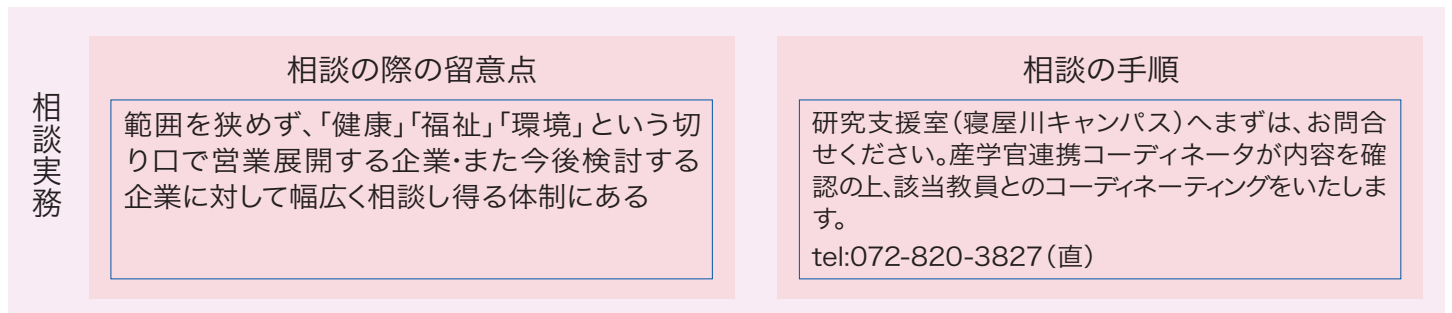 相談実務
相談の際の留意点
範囲を狭めず、「健康」「福祉」「環境」という切
り口で営業展開する企業・また今後検討する
企業に対して幅広く相談し得る体制にある
相談の手順
研究支援室(寝屋川キャンパス)へまずは、お問合
せください。産学官連携コーディネータが内容を確
認の上、該当教員とのコーディネーティングをいたしま
す。
tel:072-820-3827(直)